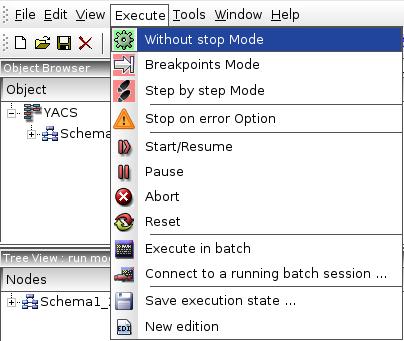 File Edit View Execute Tools Window Help
Without stop Mode
Object Browser
Breakpoints Mode
Object
Step by step Mode
YACS
Stop on error Option
Schema
Start/Resume
Pause
Abort
Reset
Execute in batch
Tree View : run mo
Connect to a running batch session ...
Nodes
Save execution state ...
Schema1_
New edition
EDI